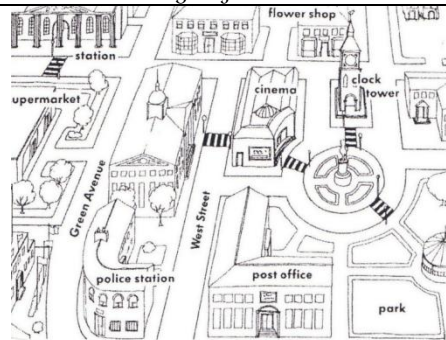 flower shop
station
clock
tower
cinema
upermarket
Green Avenue
West Street
police station
post office
park